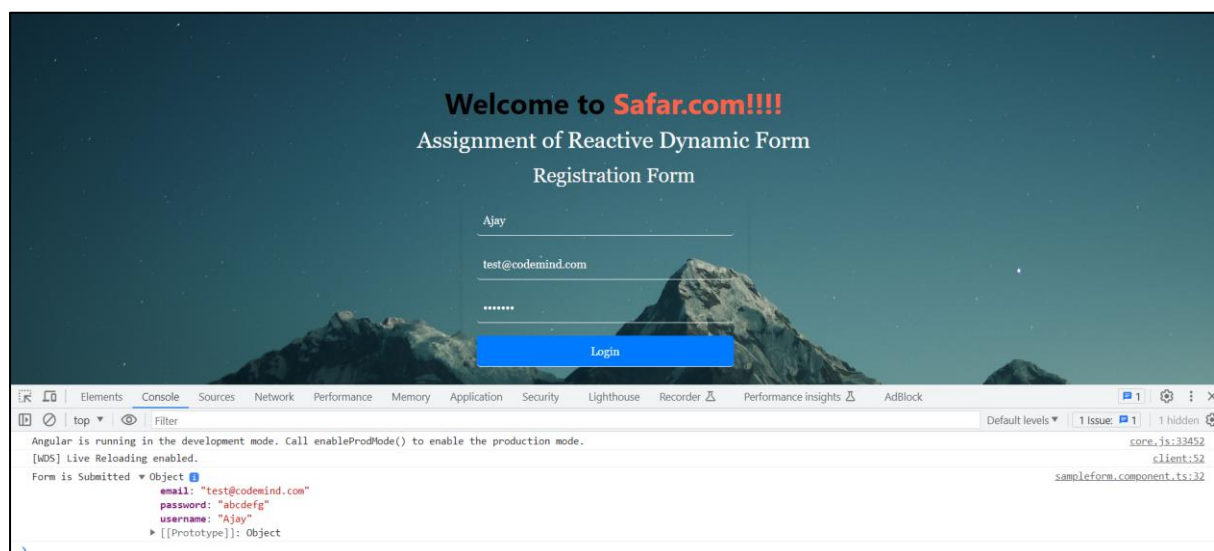 Welcome to Safar.com!!!!
Assignment of Reactive Dynamic Form
Registration Form
Ajay
test@codemind.com
•••••••
Login
Elements Console Sources Network Performance Memory Application Security Lighthouse Recorder Performance insights AdBlock 1
top Filter Default levels 1 Issue: 1 1 hidden
Angular is running in the development mode. Call enableProdMode() to enable the production mode. core.js:33452
[WDS] Live Reloading enabled. client:52
Form is Submitted Object sampleform.component.ts:32
email: "test@codemind.com"
password: "abcdefg"
username: "Ajay"
[[Prototype]]: Object